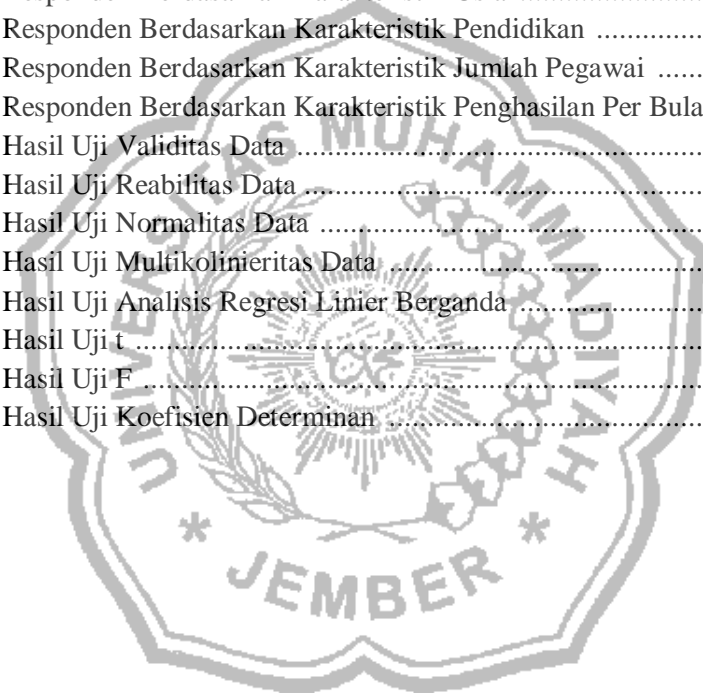 Responden Berdasarkan Karakteristik Pendidikan ..............
Responden Berdasarkan Karakteristik Jumlah Pegawai ......
Responden Berdasarkan Karakteristik Penghasilan Per Bula
Hasil Uji Validitas Data ........................................................
Hasil Uji Reabilitas Data .......................................................
Hasil Uji Normalitas Data ....................................................
Hasil Uji Multikolinieritas Data ..........................................
Hasil Uji Analisis Regresi Linier Berganda ........................
Hasil Uji t ..............................................................................
Hasil Uji F .............................................................................
Hasil Uji Koefisien Determinan ...........................................
UNIVERSITAS MUHAMMADIYAH
* JEMBER *